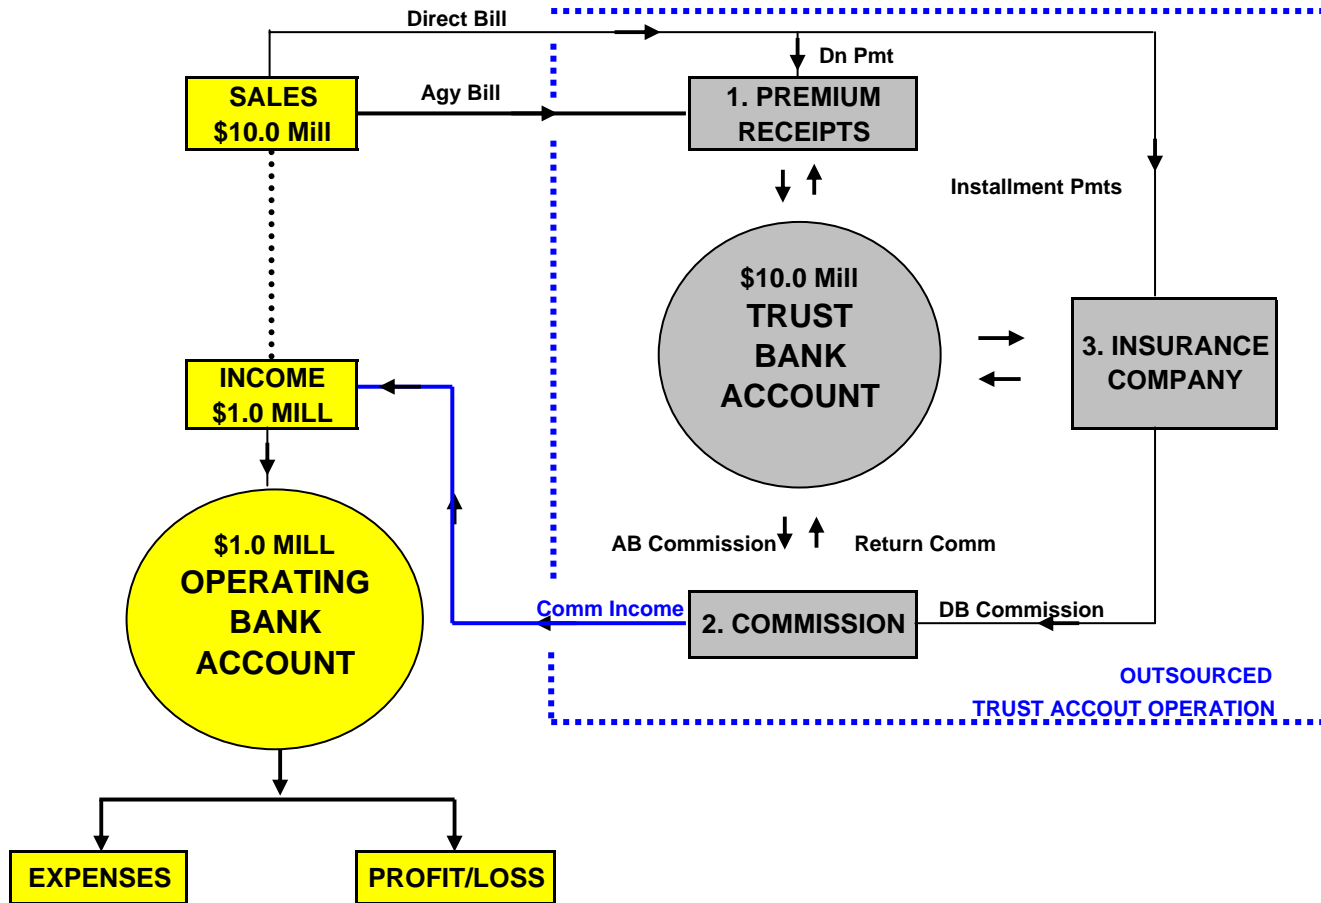 Direct Bill
Dn Pmt
SALES
$10.0 Mill
Agy Bill
1. PREMIUM
RECEIPTS
Installment Pmts
$10.0 Mill
TRUST
BANK
ACCOUNT
3. INSURANCE
COMPANY
INCOME
$1.0 MILL
$1.0 MILL
OPERATING
BANK
ACCOUNT
AB Commission
Return Comm
Comm Income
2. COMMISSION
DB Commission
OUTSOURCED
TRUST ACCOUT OPERATION
EXPENSES
PROFIT/LOSS